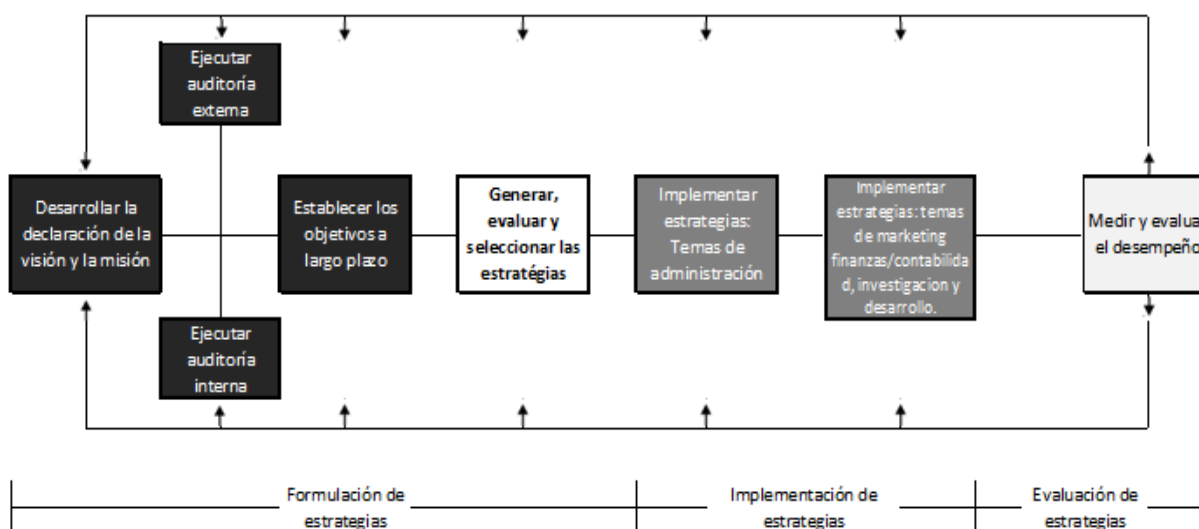 Ejecutar
auditoría
externa
Desarrollar la
declaración de la
visión y la misión
Establecer los
objetivos a
largo plazo
Generar,
evaluar y
seleccionar las
estratégias
Implementar
estrategias:
Temas de
administración
Implementar
estrategias: temas
de marketing
finanzas/contabilida
d, investigacion y
desarrollo.
Medir y evalua
el desempeño
Ejecutar
auditoría
interna
Formulación de
estrategias
Implementación de
estrategias
Evaluación de
estrategias